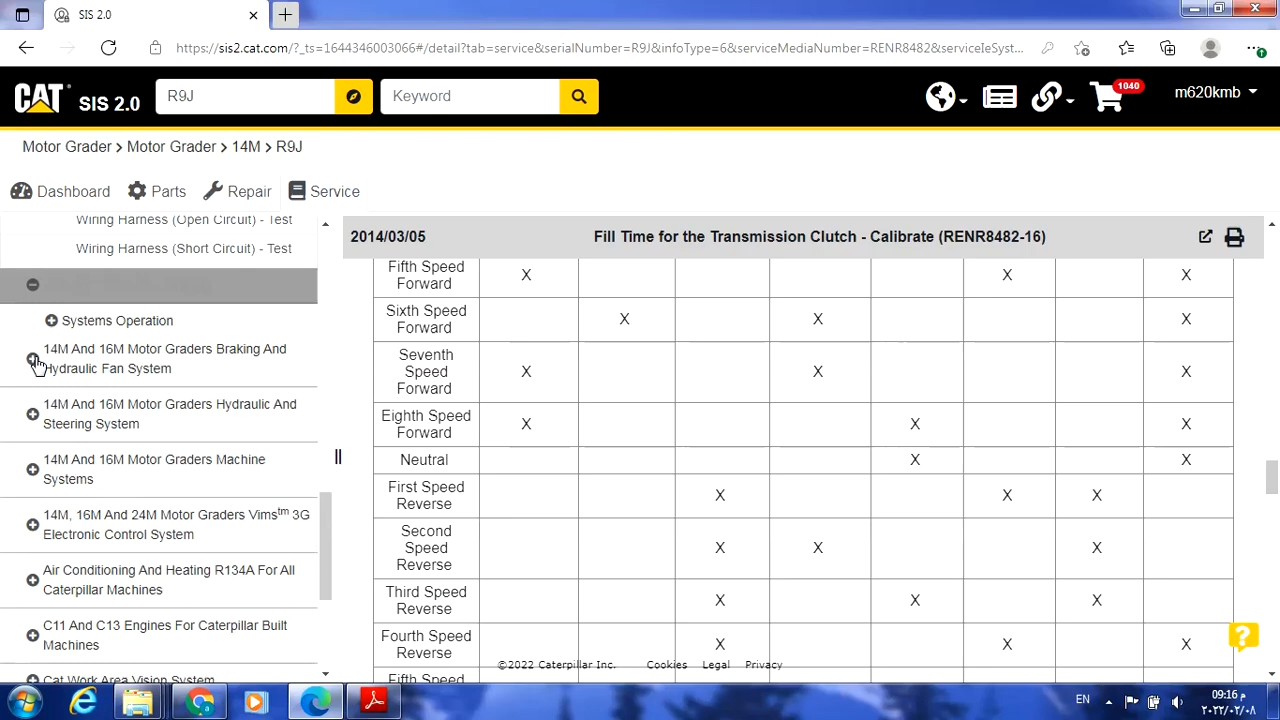 SIS 2.0
https://sis2.cat.com/?_ts=1644346003066#/detail?tab=service&serialNumber=R9J&infoType=6&serviceMediaNumber=RENR8482&serviceIeSyst...
CAT SIS 2.0 R9J Keyword 1040 m620kmb
Motor Grader > Motor Grader > 14M > R9J
Dashboard Parts Repair Service
Wiring Harness (Open Circuit) - Test
Wiring Harness (Short Circuit) - Test
Systems Operation
14M And 16M Motor Graders Braking And
Hydraulic Fan System
14M And 16M Motor Graders Hydraulic And
Steering System
14M And 16M Motor Graders Machine
Systems
14M, 16M And 24M Motor Graders Vims™ 3G
Electronic Control System
Air Conditioning And Heating R134A For All
Caterpillar Machines
C11 And C13 Engines For Caterpillar Built
Machines
Cat Work Area Vision System
2014/03/05 Fill Time for the Transmission Clutch - Calibrate (RENR8482-16)
Fifth Speed
Forward X X X
Sixth Speed
Forward X X X
Seventh
Speed
Forward X X X
Eighth Speed
Forward X X X
Neutral X X
First Speed
Reverse X X X
Second
Speed
Reverse X X X
Third Speed
Reverse X X X
Fourth Speed
Reverse X X X
Fifth Speed
?
©2022 Caterpillar Inc. Cookies Legal Privacy
EN
09:16 م
٢٠٢٢/٠٢/٠٨